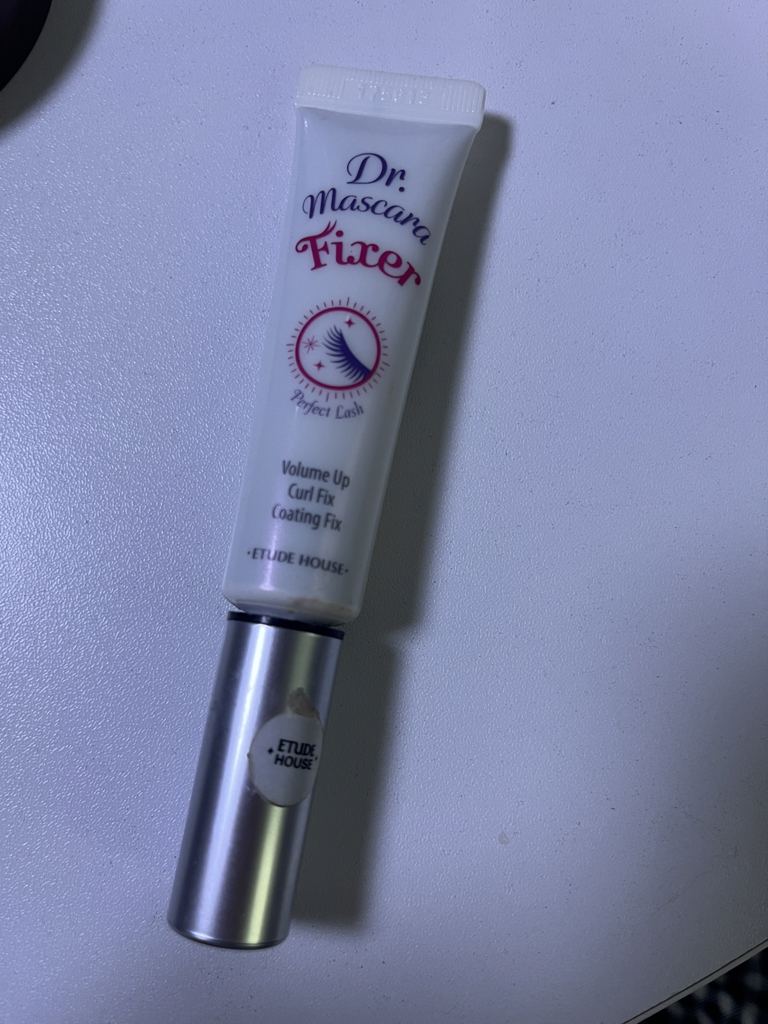 Dr.
Mascara
Fixer
Perfect Lash
Volume Up
Curl Fix
Coating Fix
·ETUDE HOUSE·
ETUDE
HOUSE